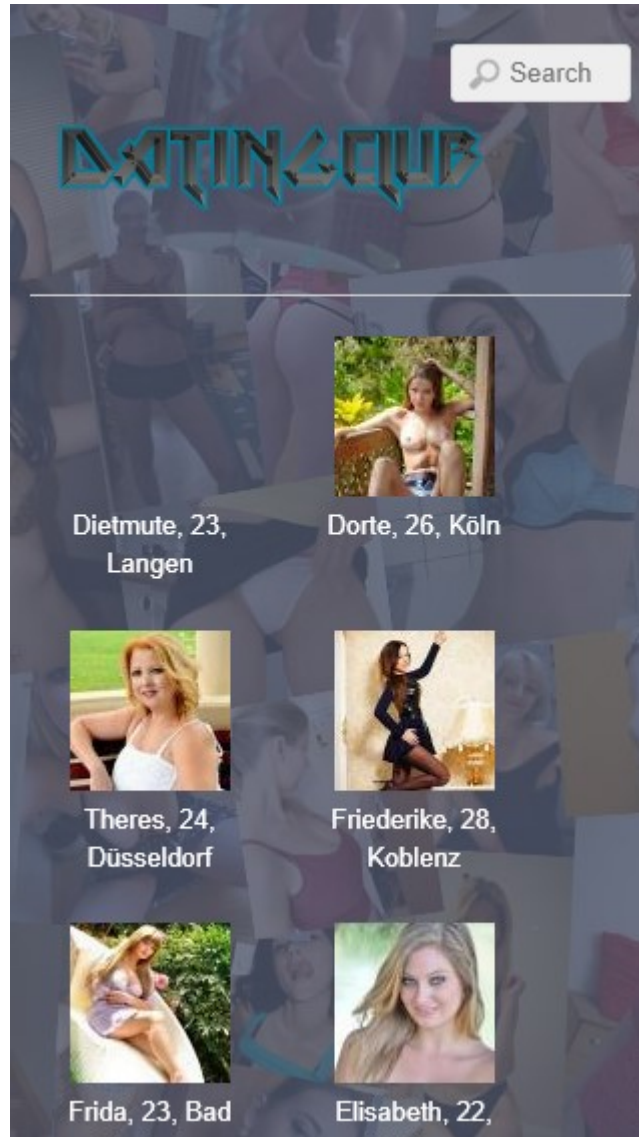 Search
DATINGCLUB
Dietmute, 23,
Langen
Dorte, 26, Köln
Theres, 24,
Düsseldorf
Friederike, 28,
Koblenz
Frida, 23, Bad
Elisabeth, 22,